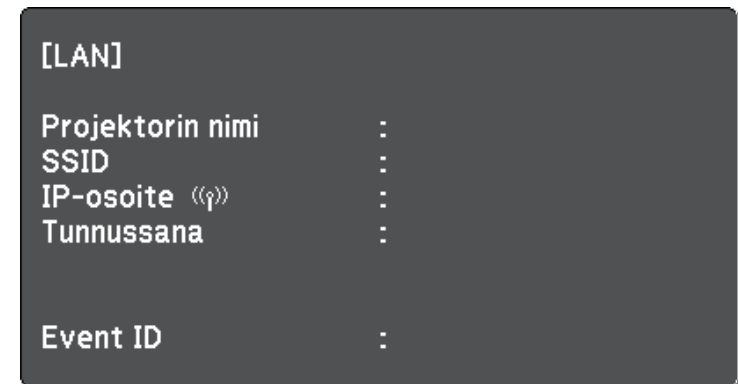 [LAN]
Projektorin nimi :
SSID :
IP-osoite :
Tunnussana :
Event ID :